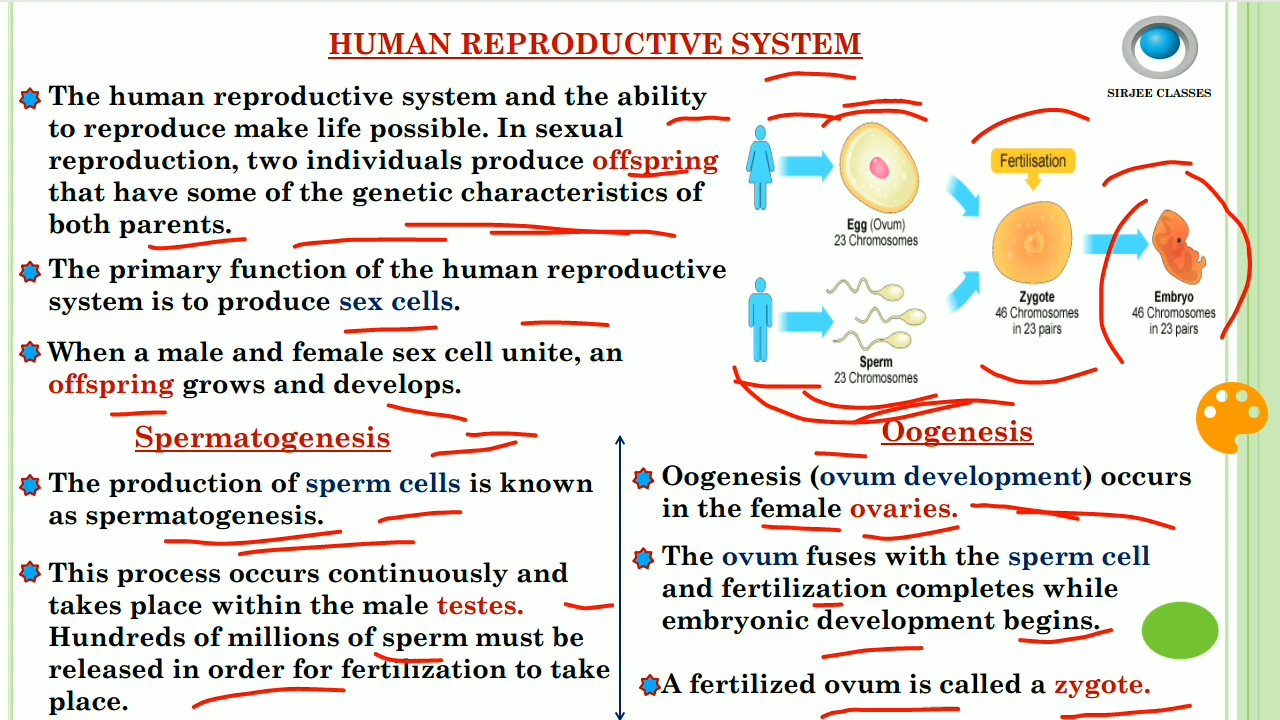 HUMAN REPRODUCTIVE SYSTEM
SIRJEE CLASSES
The human reproductive system and the ability
to reproduce make life possible. In sexual
reproduction, two individuals produce offspring
that have some of the genetic characteristics of
both parents.
The primary function of the human reproductive
system is to produce sex cells.
When a male and female sex cell unite, an
offspring grows and develops.
Egg (Ovum)
23 Chromosomes
Sperm
23 Chromosomes
Fertilisation
Zygote
46 Chromosomes
in 23 pairs
Embryo
46 Chromosomes
in 23 pairs
Spermatogenesis
The production of sperm cells is known
as spermatogenesis.
This process occurs continuously and
takes place within the male testes.
Hundreds of millions of sperm must be
released in order for fertilization to take
place.
Oogenesis
Oogenesis (ovum development) occurs
in the female ovaries.
The ovum fuses with the sperm cell
and fertilization completes while
embryonic development begins.
A fertilized ovum is called a zygote.